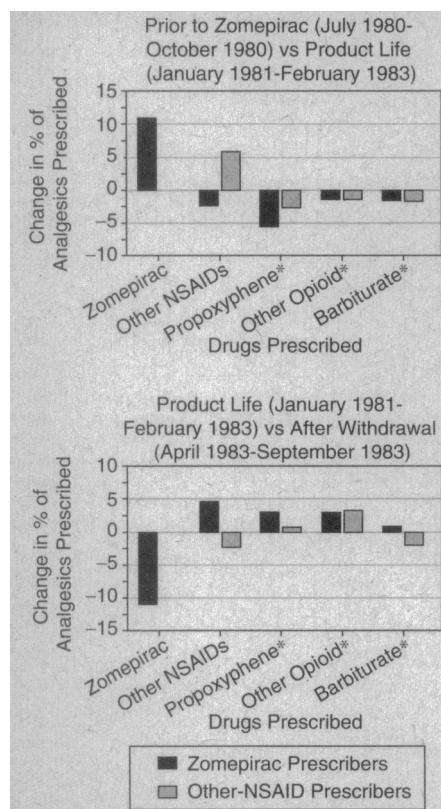 Prior to Zomepirac (July 1980-
October 1980) vs Product Life
(January 1981-February 1983)
Change in % of
Analgesics Prescribed
15
10
5
0
−5
−10
Zomepirac
Other NSAIDs
Propoxyphene*
Other Opioid*
Barbiturate*
Drugs Prescribed
Product Life (January 1981-
February 1983) vs After Withdrawal
(April 1983-September 1983)
Change in % of
Analgesics Prescribed
10
5
0
−5
−10
−15
Zomepirac
Other NSAIDs
Propoxyphene*
Other Opioid*
Barbiturate*
Drugs Prescribed
Zomepirac Prescribers
Other-NSAID Prescribers